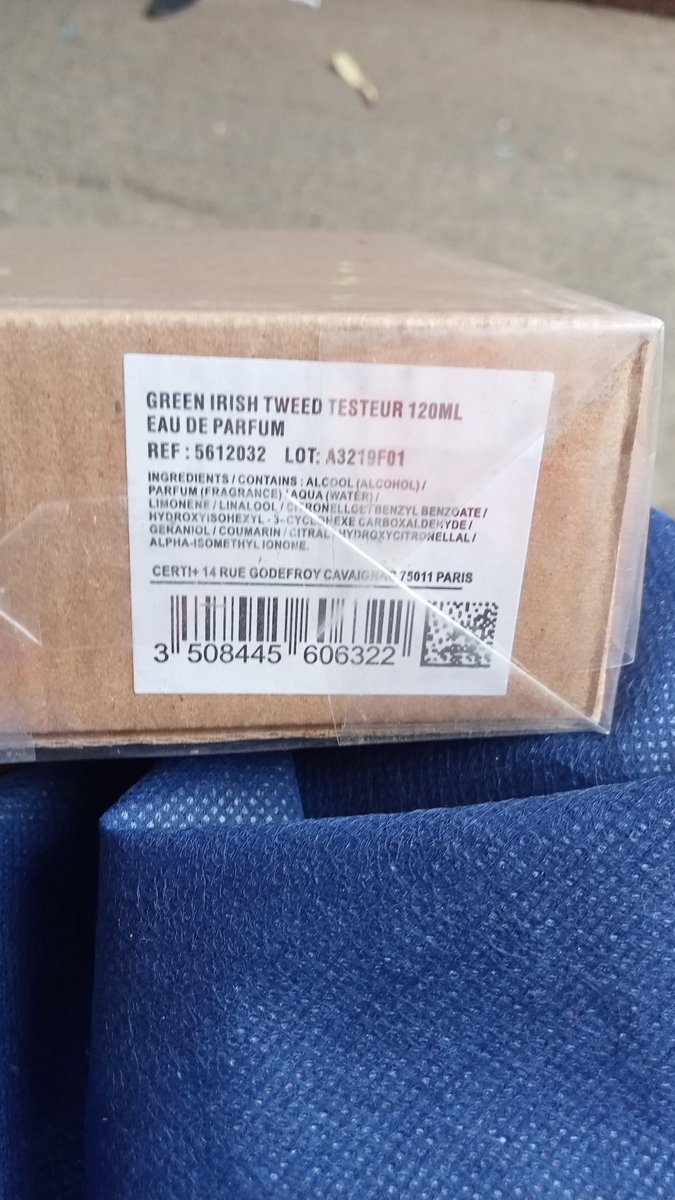 GREEN IRISH TWEED TESTEUR 120ML
EAU DE PARFUM
REF : 5612032 LOT: A3219F01
INGREDIENTS / CONTAINS : ALCOOL (ALCOHOL) /
PARFUM (FRAGRANCE) / AQUA (WATER) /
LIMONENE / LINALOOL / CITRONELLOL / BENZYL BENZOATE /
HYDROXYISOHEXYL - 3-CYCLOHEXE CARBOXALDEHYDE /
GERANIOL / COUMARIN / CITRAL / HYDROXYCITRONELLAL /
ALPHA-ISOMETHYL IONONE.
CERTI+ 14 RUE GODEFROY CAVAIGNAC 75011 PARIS
3 508445 606322